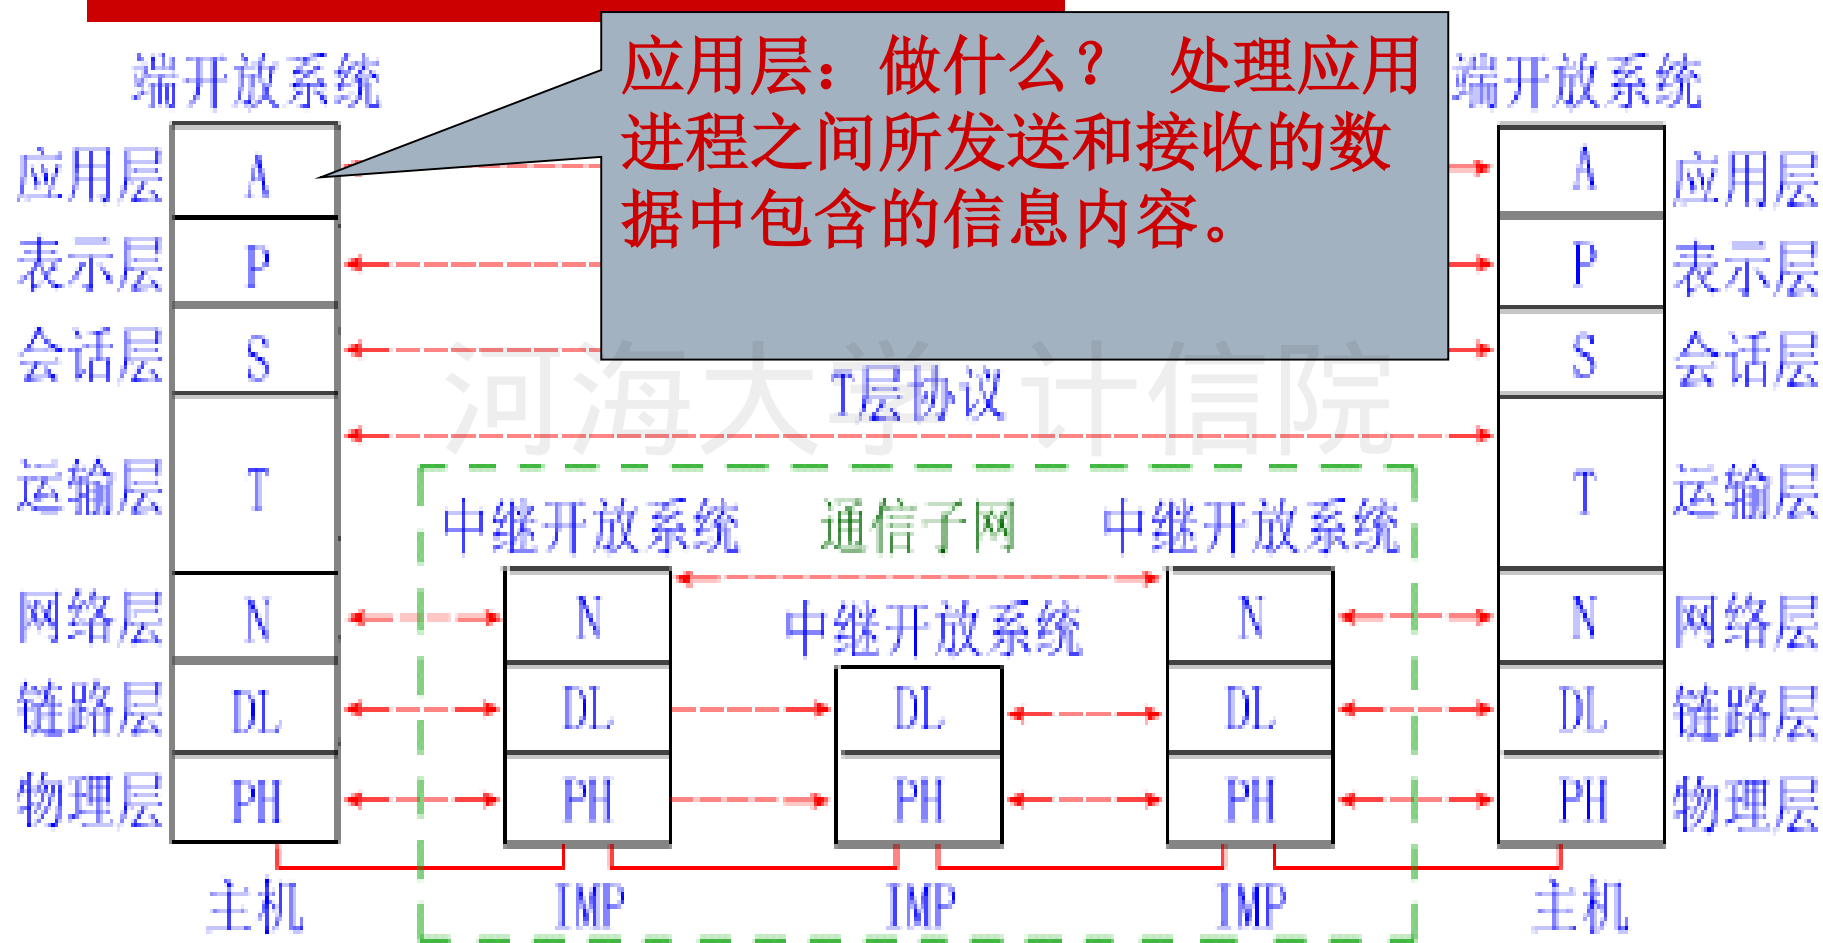 端开放系统
应用层：做什么？ 处理应用
进程之间所发送和接收的数
据中包含的信息内容。
端开放系统
应用层 A
A 应用层
表示层 P
P 表示层
会话层 S
S 会话层
河海大学 计信院
T层协议
运输层 T
T 运输层
中继开放系统 通信子网 中继开放系统
网络层 N N
中继开放系统
N N 网络层
链路层 DL DL DL DL DL 链路层
物理层 PH PH PH PH PH 物理层
主机 IMP IMP IMP 主机